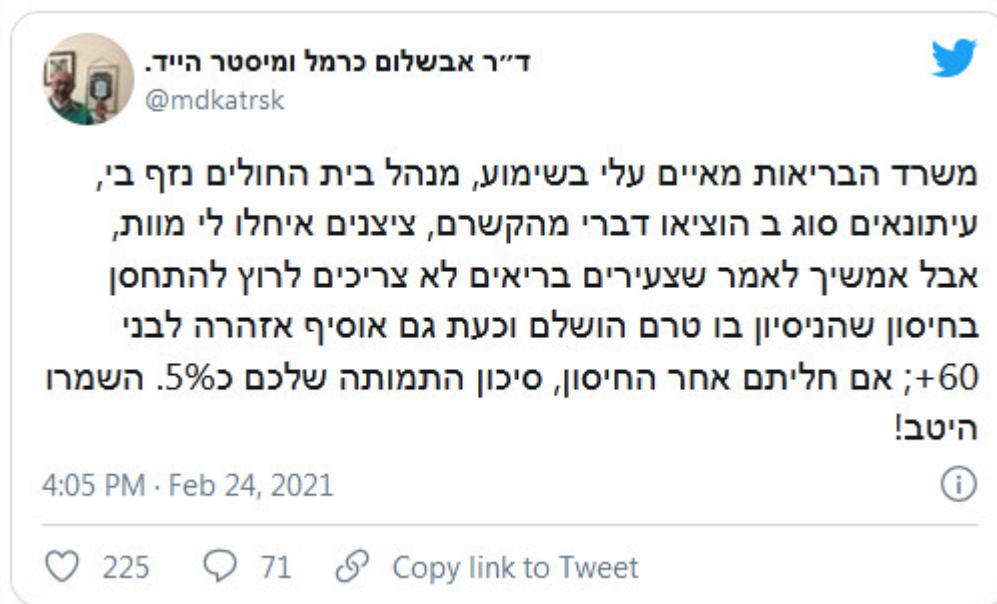 ד״ר אבשלום כרמל ומיסטר הייד.
@mdkatrsk
משרד הבריאות מאיים עלי בשימוע, מנהל בית החולים נזף בי,
עיתונאים סוג ב הוציאו דברי מהקשרם, ציצנים איחלו לי מוות,
אבל אמשיך לאמר שצעירים בריאים לא צריכים לרוץ להתחסן
בחיסון שהניסיון בו טרם הושלם וכעת גם אוסיף אזהרה לבני
60+; אם חליתם אחר החיסון, סיכון התמותה שלכם כ5%. השמרו
היטב!
4:05 PM · Feb 24, 2021
225 71 Copy link to Tweet